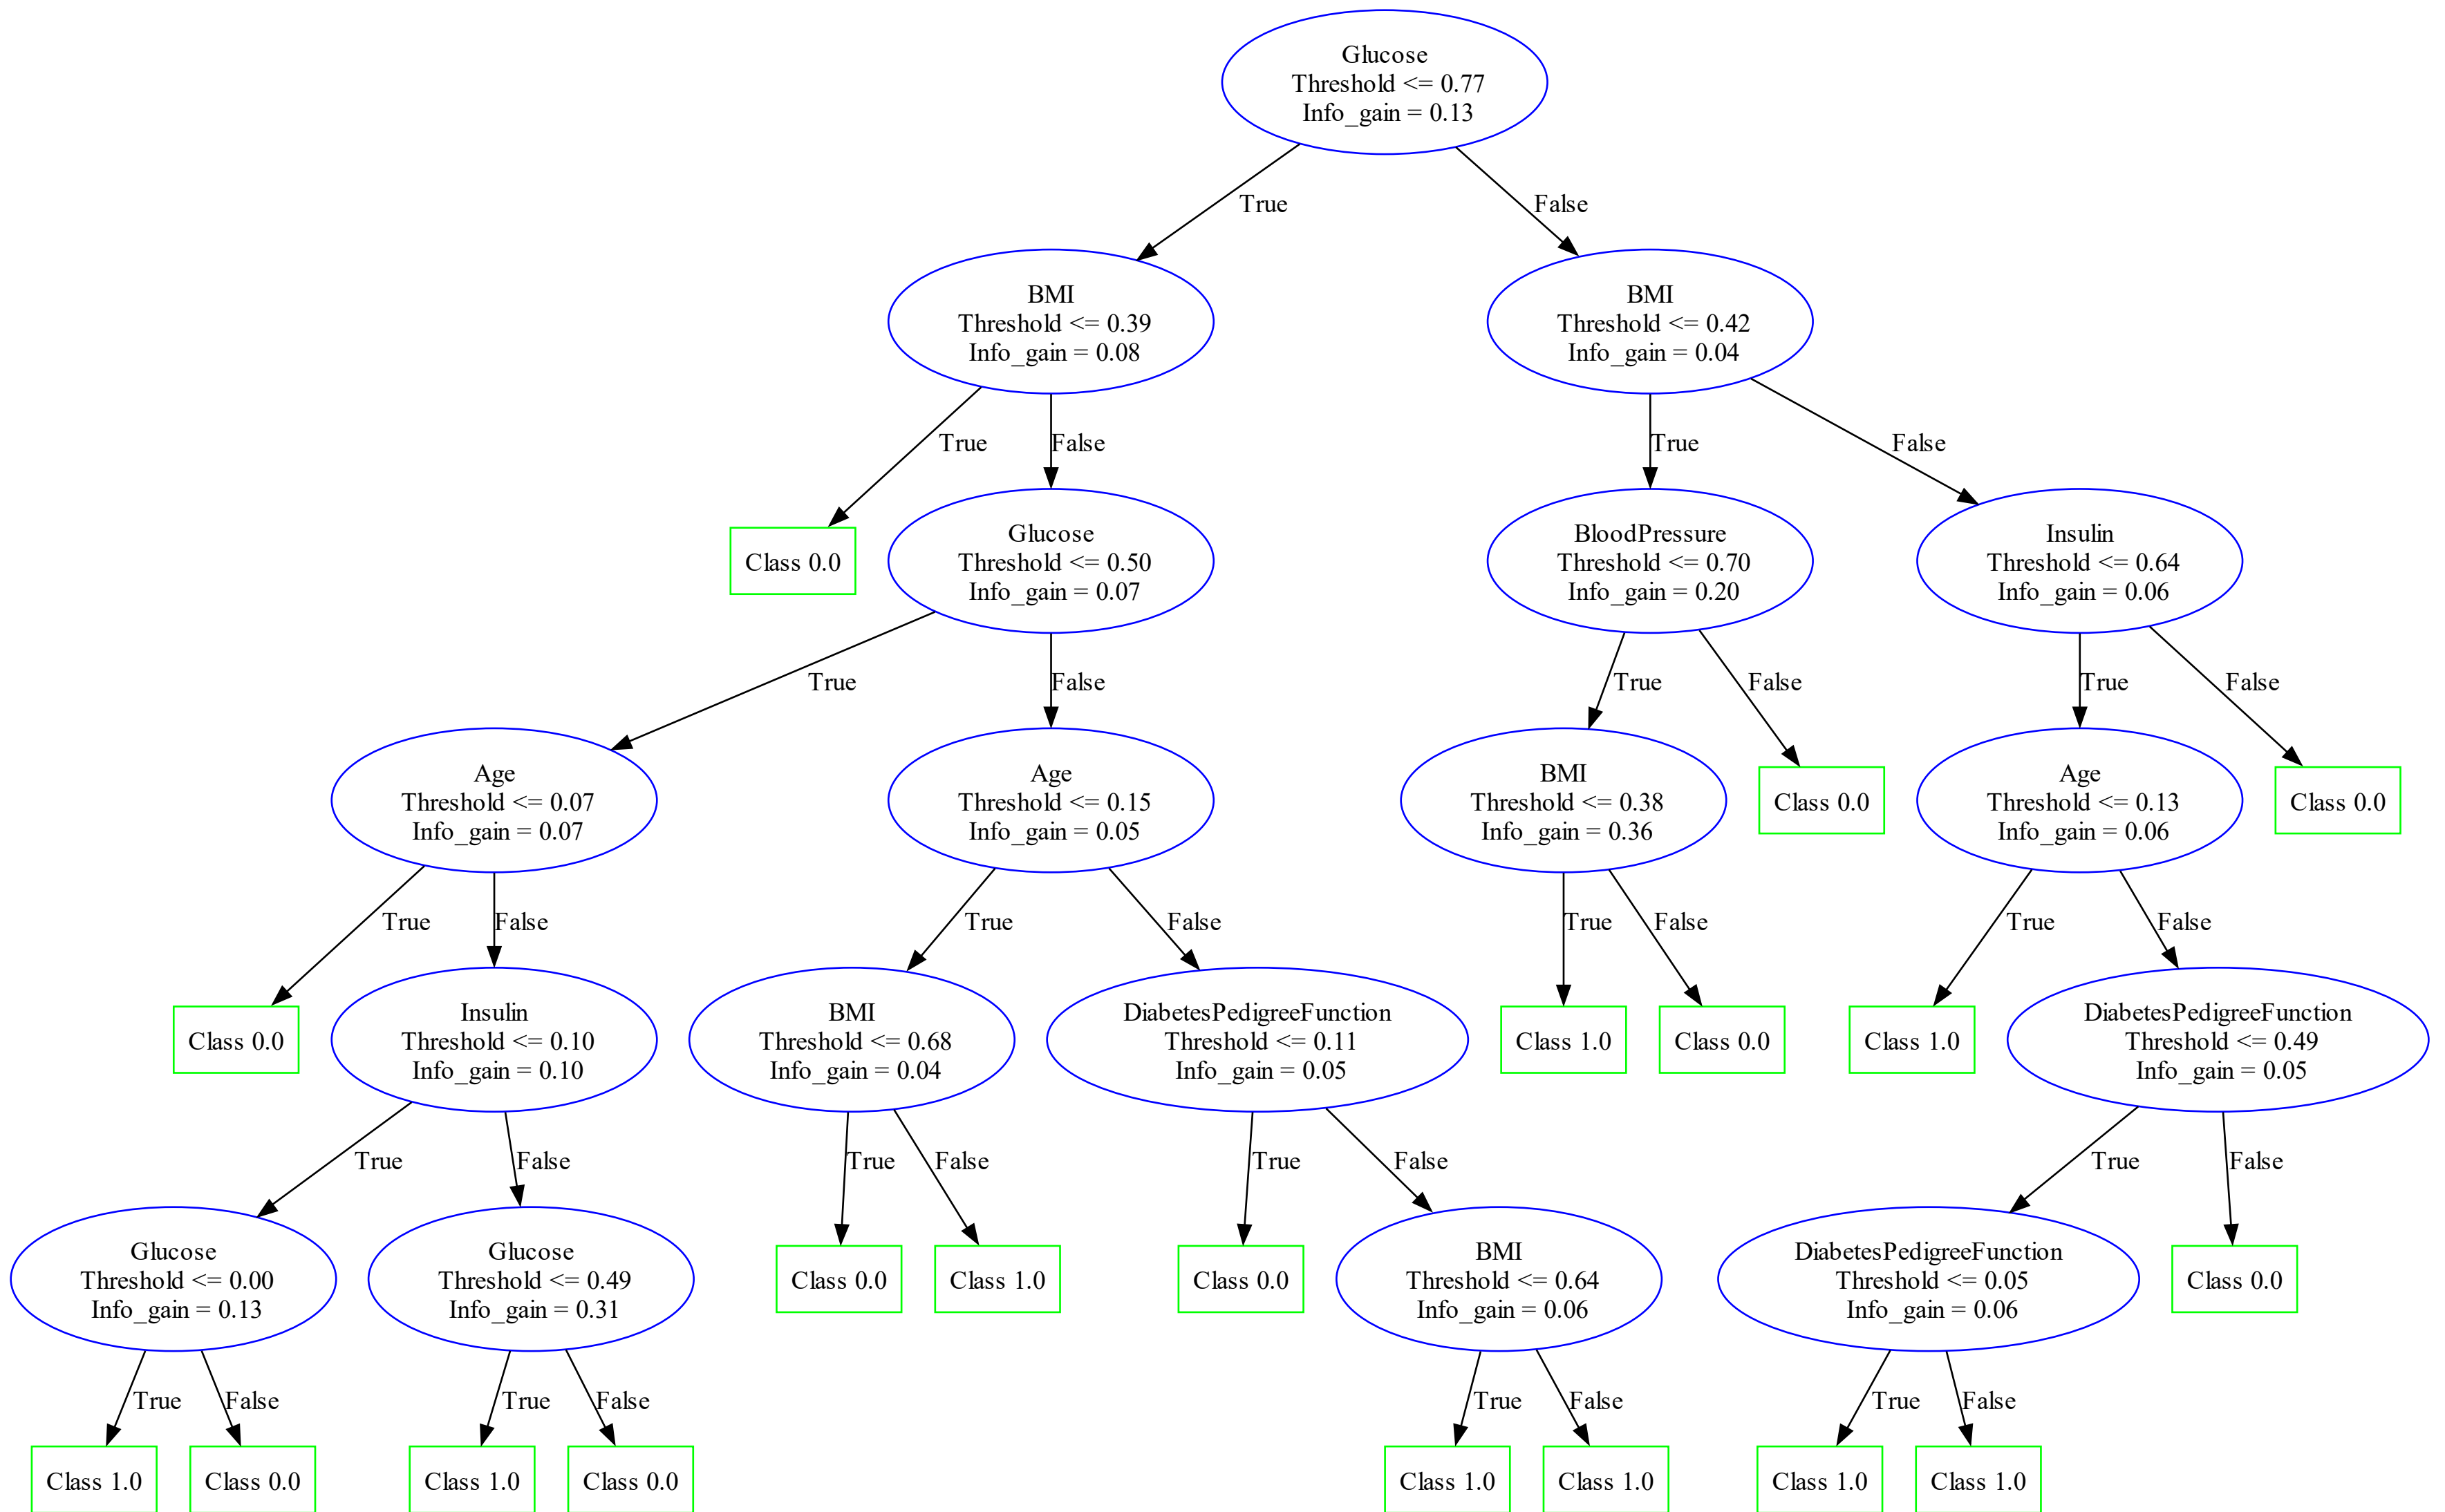 Glucose
Threshold <= 0.77
Info_gain = 0.13
True
False
BMI
Threshold <= 0.39
Info_gain = 0.08
BMI
Threshold <= 0.42
Info_gain = 0.04
True
False
True
False
Class 0.0
Glucose
Threshold <= 0.50
Info_gain = 0.07
BloodPressure
Threshold <= 0.70
Info_gain = 0.20
Insulin
Threshold <= 0.64
Info_gain = 0.06
True
False
True
False
True
False
Age
Threshold <= 0.07
Info_gain = 0.07
Age
Threshold <= 0.15
Info_gain = 0.05
BMI
Threshold <= 0.38
Info_gain = 0.36
Class 0.0
Age
Threshold <= 0.13
Info_gain = 0.06
Class 0.0
True
False
True
False
True
False
True
False
Class 0.0
Insulin
Threshold <= 0.10
Info_gain = 0.10
BMI
Threshold <= 0.68
Info_gain = 0.04
DiabetesPedigreeFunction
Threshold <= 0.11
Info_gain = 0.05
Class 1.0
Class 0.0
Class 1.0
DiabetesPedigreeFunction
Threshold <= 0.49
Info_gain = 0.05
True
False
True
False
True
False
True
False
Glucose
Threshold <= 0.00
Info_gain = 0.13
Glucose
Threshold <= 0.49
Info_gain = 0.31
Class 0.0
Class 1.0
Class 0.0
BMI
Threshold <= 0.64
Info_gain = 0.06
DiabetesPedigreeFunction
Threshold <= 0.05
Info_gain = 0.06
Class 0.0
True
False
True
False
True
False
True
False
Class 1.0
Class 0.0
Class 1.0
Class 0.0
Class 1.0
Class 1.0
Class 1.0
Class 1.0